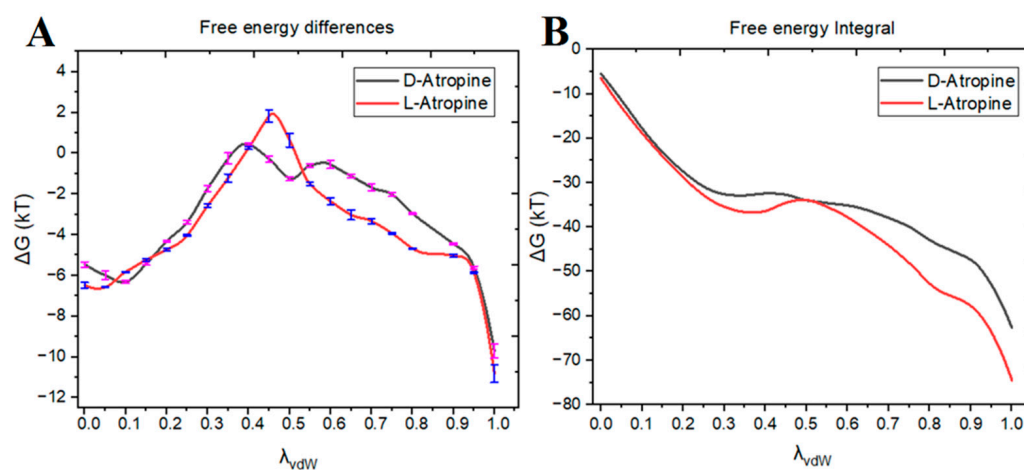 A
Free energy differences
D-Atropine
L-Atropine
4
2
0
−2
−4
−6
−8
−10
−12
ΔG (kT)
0.0 0.1 0.2 0.3 0.4 0.5 0.6 0.7 0.8 0.9 1.0
λvdW
B
Free energy Integral
D-Atropine
L-Atropine
0
−10
−20
−30
−40
−50
−60
−70
−80
ΔG (kT)
0.0 0.1 0.2 0.3 0.4 0.5 0.6 0.7 0.8 0.9 1.0
λvdW